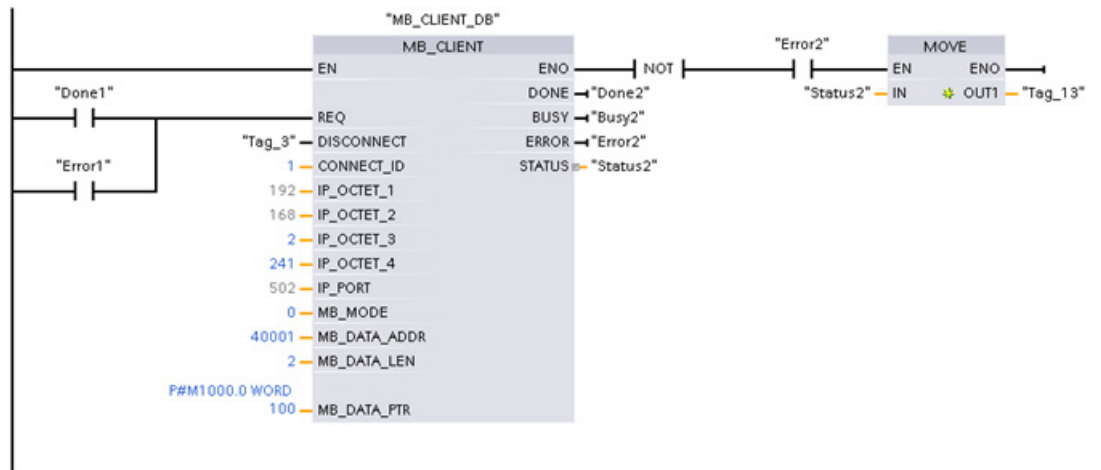 "MB_CLIENT_DB"
MB_CLIENT
EN ENO
NOT
"Error2"
MOVE
EN ENO
"Status2" IN OUT1 "Tag_13"
"Done1"
DONE "Done2"
REQ BUSY "Busy2"
"Tag_3" DISCONNECT ERROR "Error2"
"Error1"
1 CONNECT_ID STATUS "Status2"
192 IP_OCTET_1
168 IP_OCTET_2
2 IP_OCTET_3
241 IP_OCTET_4
502 IP_PORT
0 MB_MODE
40001 MB_DATA_ADDR
2 MB_DATA_LEN
P#M1000.0 WORD
100 MB_DATA_PTR